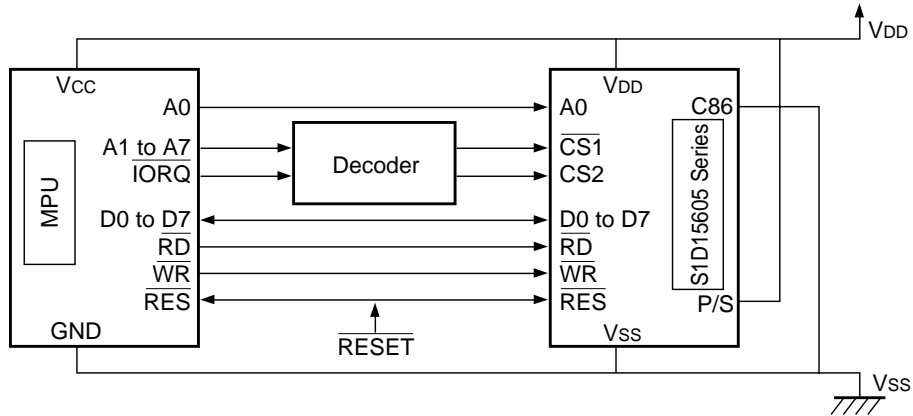 VDD
VCC
VDD
A0
A0
C86
A1 to A7
CS1
IORQ
Decoder
CS2
MPU
S1D15605 Series
D0 to D7
D0 to D7
RD
RD
WR
WR
RES
RES
P/S
GND
RESET
VSS
VSS